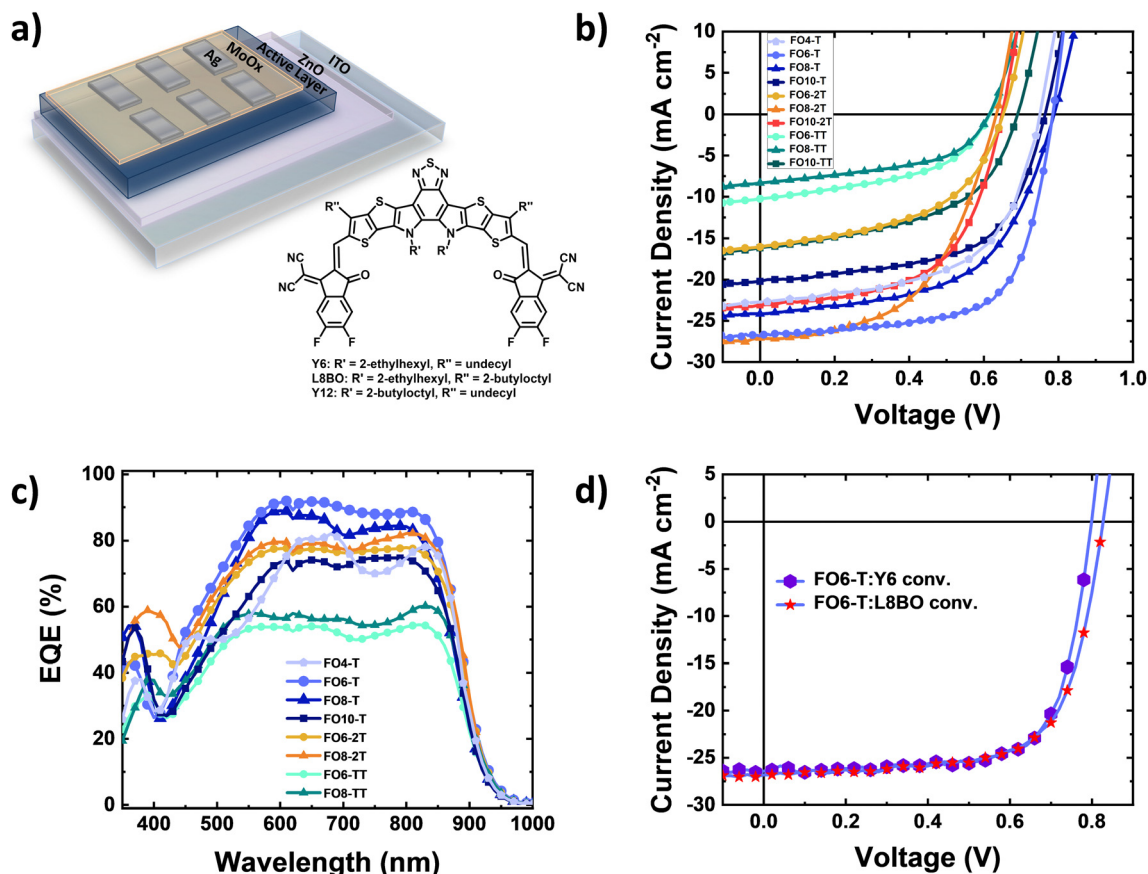 a)
Ag
MoOx
Active Layer
ZnO
ITO
S
N N
R'' R''
S S
S N N S
R' R'
NC CN
NC O O CN
F F
F F
Y6: R' = 2-ethylhexyl, R'' = undecyl
L8BO: R' = 2-ethylhexyl, R'' = 2-butyloctyl
Y12: R' = 2-butyloctyl, R'' = undecyl
b)
Current Density (mA cm⁻²)
10
5
0
-5
-10
-15
-20
-25
-30
FO4-T
FO6-T
FO8-T
FO10-T
FO6-2T
FO8-2T
FO10-2T
FO6-TT
FO8-TT
FO10-TT
0.0 0.2 0.4 0.6 0.8 1.0
Voltage (V)
c)
EQE (%)
100
80
60
40
20
0
FO4-T
FO6-T
FO8-T
FO10-T
FO6-2T
FO8-2T
FO6-TT
FO8-TT
400 500 600 700 800 900 1000
Wavelength (nm)
d)
Current Density (mA cm⁻²)
5
0
-5
-10
-15
-20
-25
-30
FO6-T:Y6 conv.
FO6-T:L8BO conv.
0.0 0.2 0.4 0.6 0.8
Voltage (V)